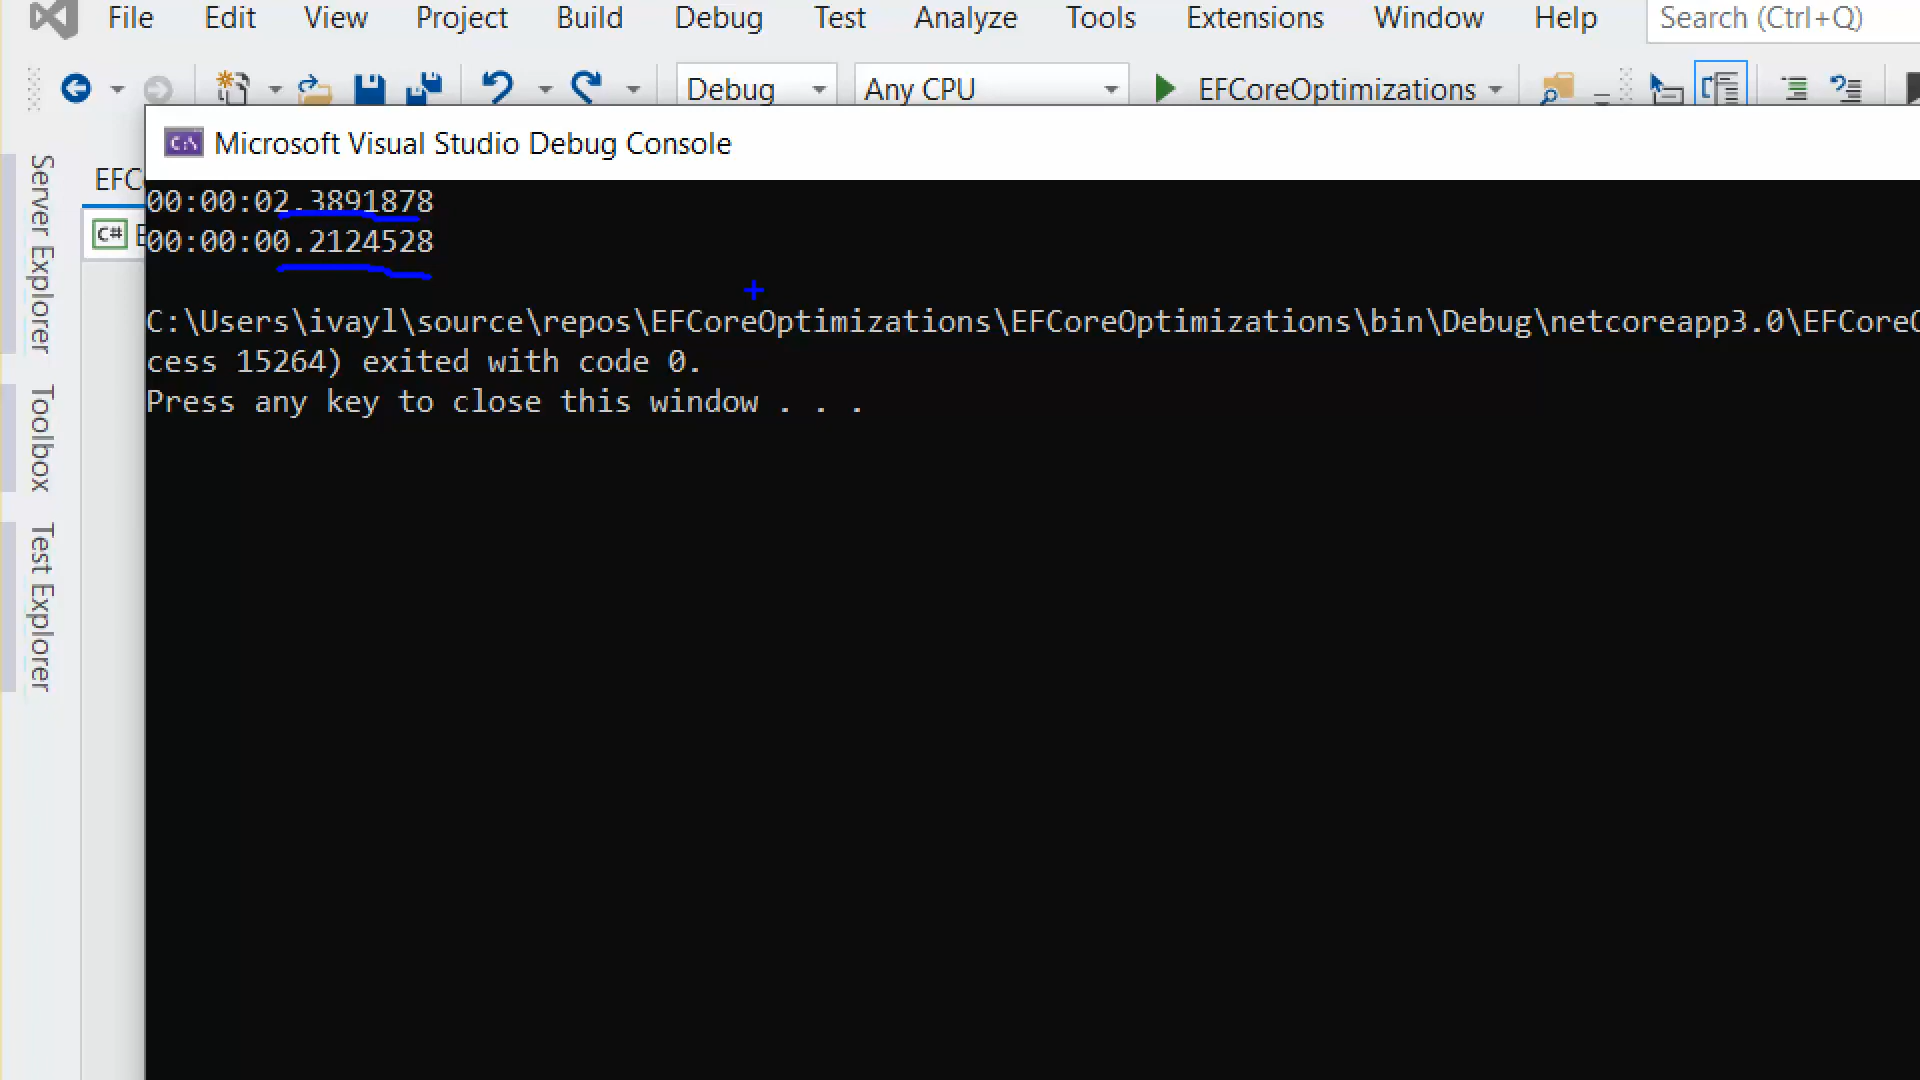 File Edit View Project Build Debug Test Analyze Tools Extensions Window Help Search (Ctrl+Q)
Debug Any CPU EFCoreOptimizations
Microsoft Visual Studio Debug Console
EFC
C#
00:00:02.3891878
00:00:00.2124528
C:\Users\ivayl\source\repos\EFCoreOptimizations\EFCoreOptimizations\bin\Debug\netcoreapp3.0\EFCore
cess 15264) exited with code 0.
Press any key to close this window . . .
Server Explorer
Toolbox
Test Explorer